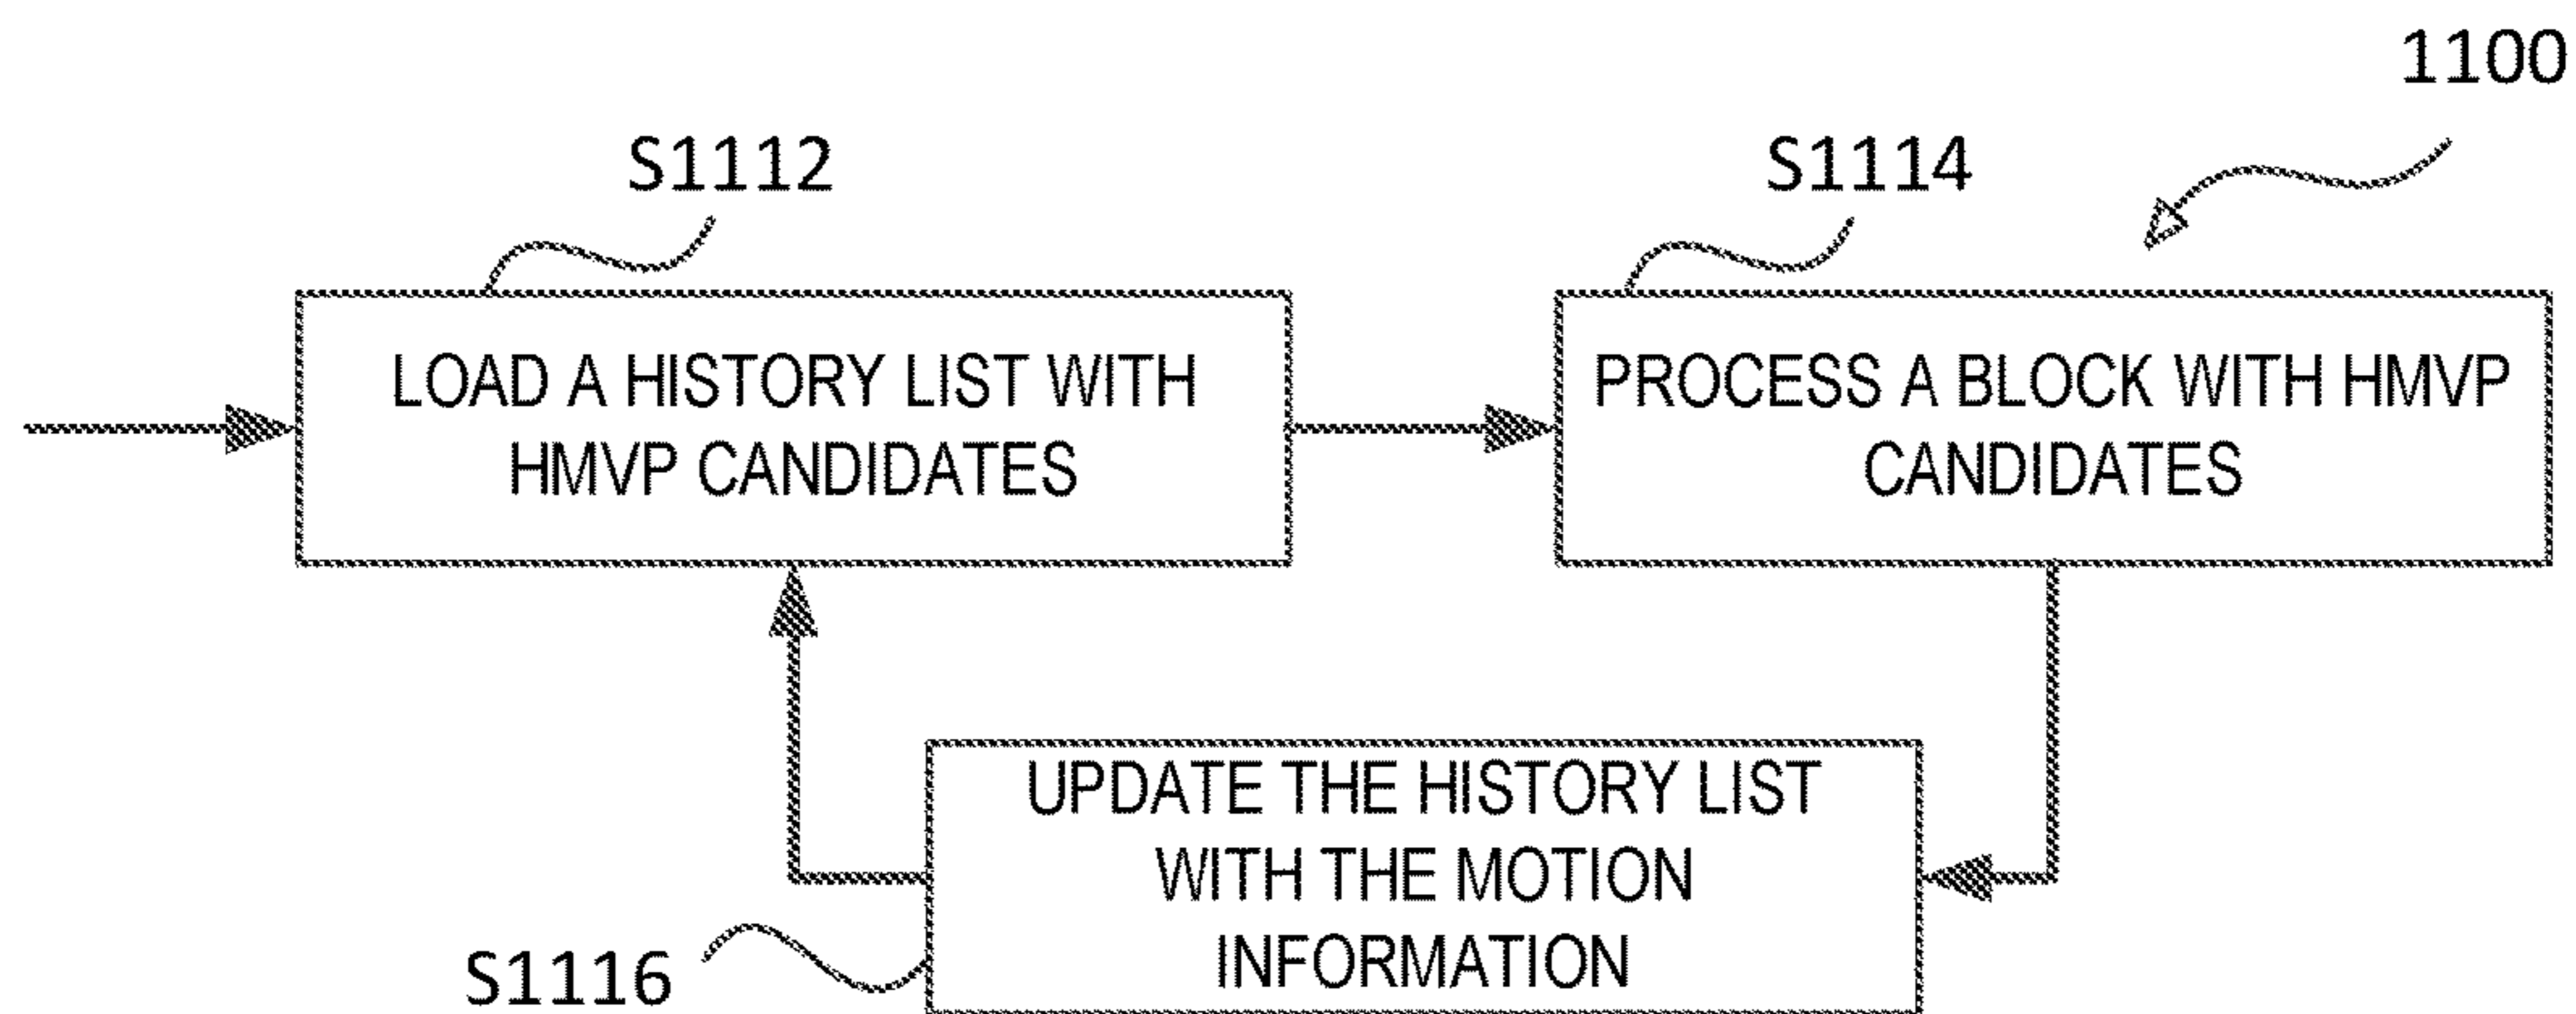 1100
S1112
S1114
LOAD A HISTORY LIST WITH
HMVP CANDIDATES
PROCESS A BLOCK WITH HMVP
CANDIDATES
UPDATE THE HISTORY LIST
WITH THE MOTION
INFORMATION
S1116